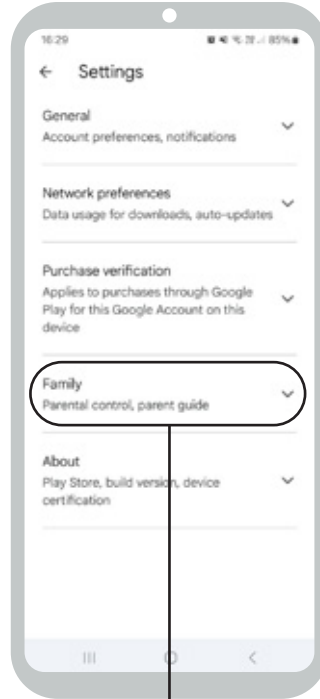 16:29
85%
Settings
General
Account preferences, notifications
Network preferences
Data usage for downloads, auto-updates
Purchase verification
Applies to purchases through Google
Play for this Google Account on this
device
Family
Parental control, parent guide
About
Play Store, build version, device
certification